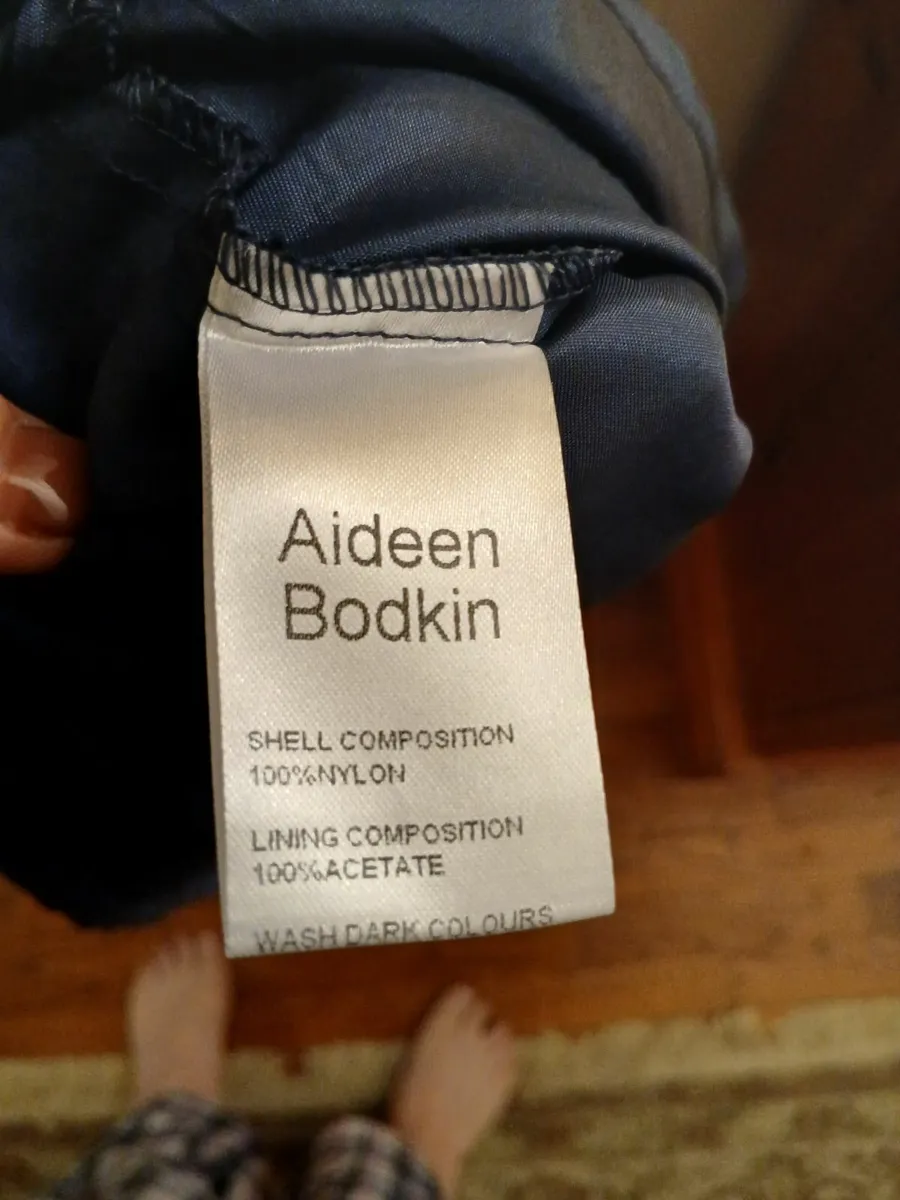 Aideen
Bodkin
SHELL COMPOSITION
100%NYLON
LINING COMPOSITION
100%ACETATE
WASH DARK COLOURS